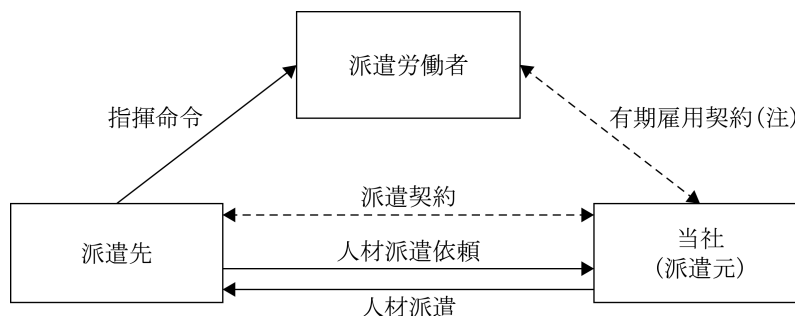 派遣労働者
指揮命令
有期雇用契約(注)
派遣契約
派遣先
人材派遣依頼
当社
(派遣元)
人材派遣